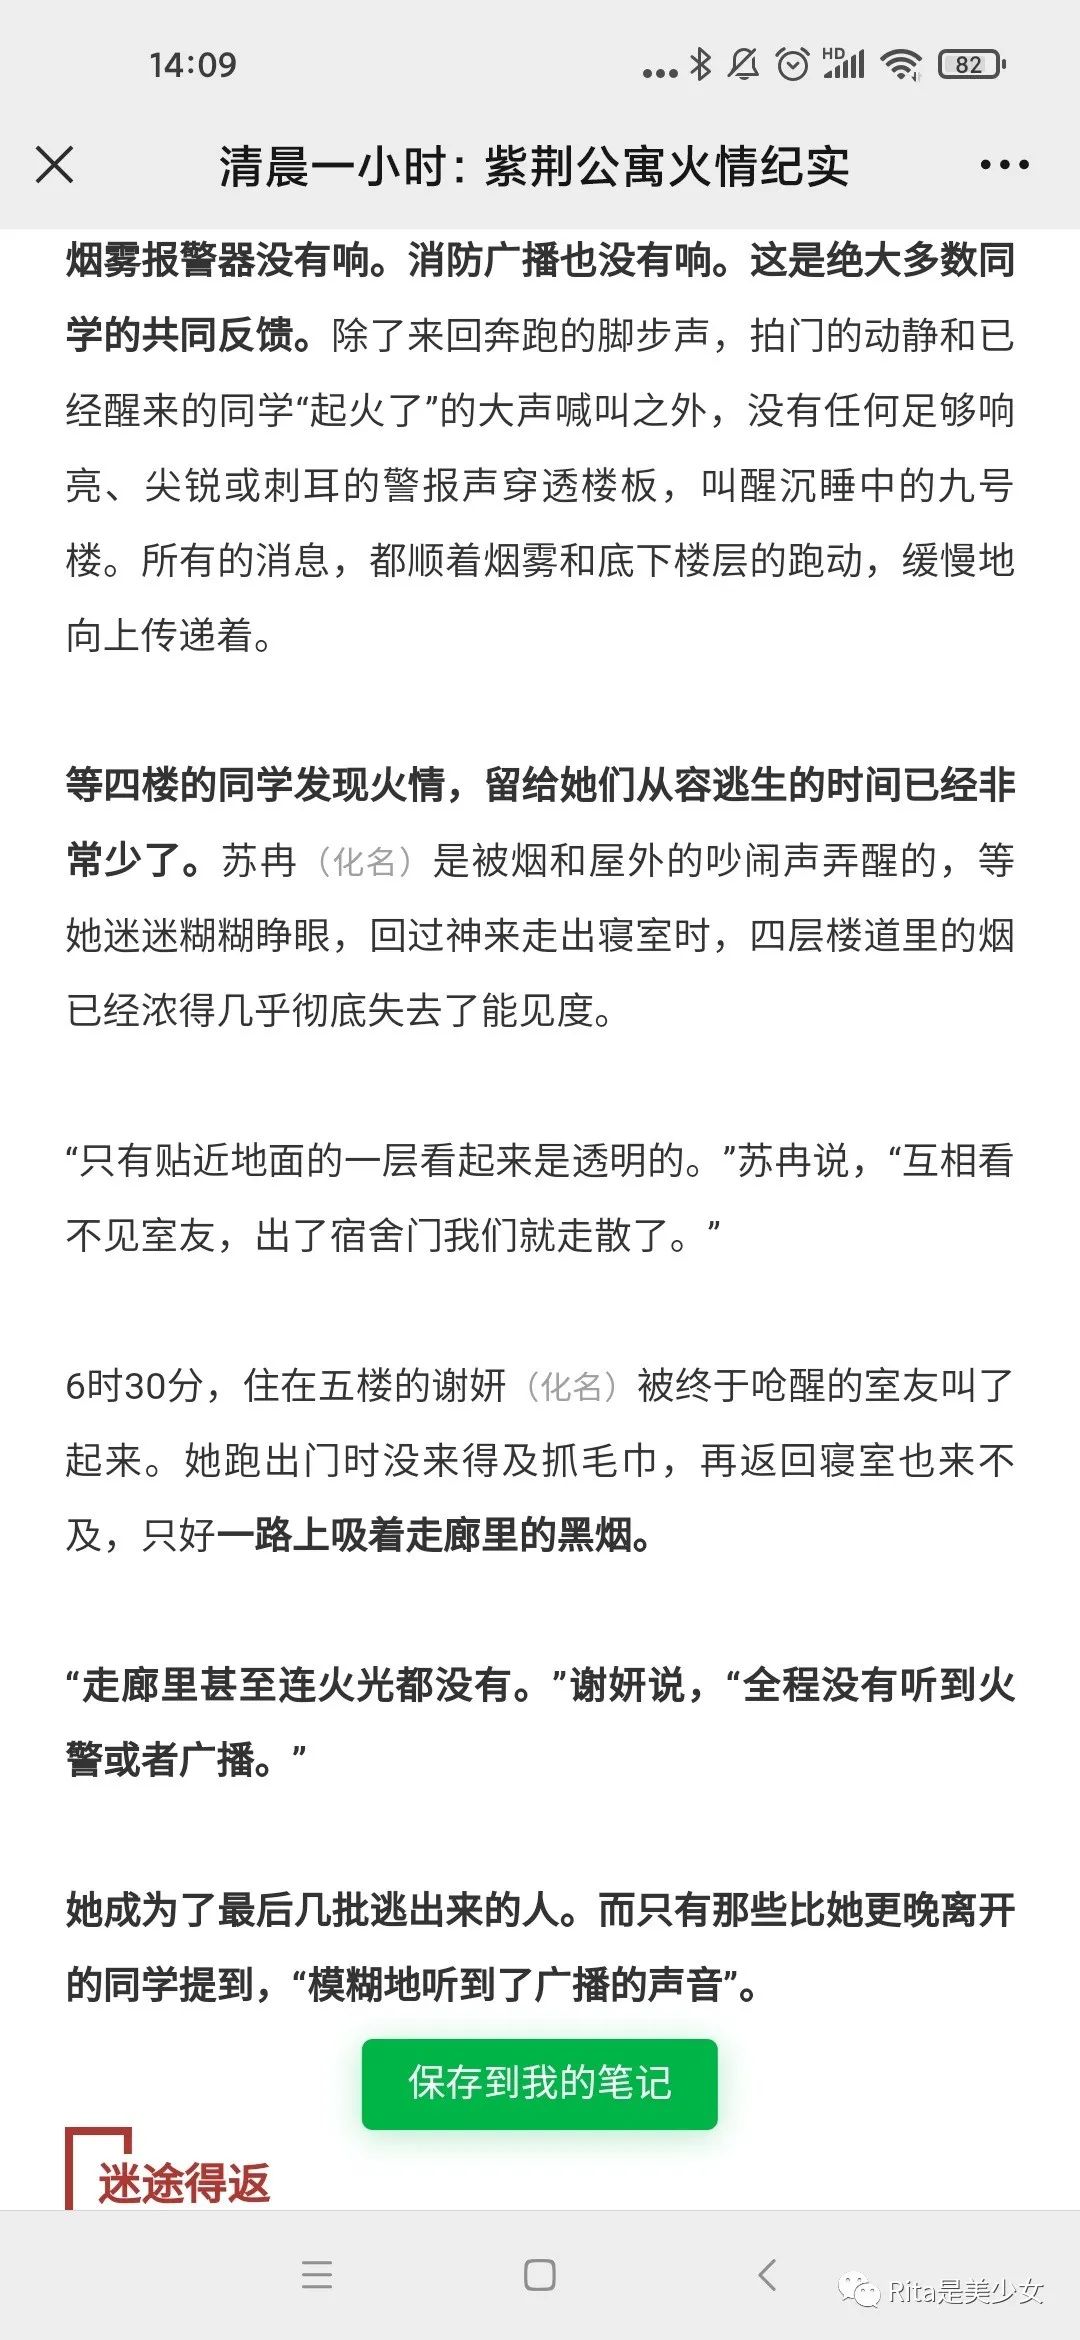 14:09
HD
82
清晨一小时：紫荆公寓火情纪实
烟雾报警器没有响。消防广播也没有响。这是绝大多数同
学的共同反馈。除了来回奔跑的脚步声，拍门的动静和已
经醒来的同学“起火了”的大声喊叫之外，没有任何足够响
亮、尖锐或刺耳的警报声穿透楼板，叫醒沉睡中的九号
楼。所有的消息，都顺着烟雾和底下楼层的跑动，缓慢地
向上传递着。
等四楼的同学发现火情，留给她们从容逃生的时间已经非
常少了。苏冉（化名）是被烟和屋外的吵闹声弄醒的，等
她迷迷糊糊睁眼，回过神来走出寝室时，四层楼道里的烟
已经浓得几乎彻底失去了能见度。
“只有贴近地面的一层看起来是透明的。”苏冉说，“互相看
不见室友，出了宿舍门我们就走散了。”
6时30分，住在五楼的谢妍（化名）被终于呛醒的室友叫了
起来。她跑出门时没来得及抓毛巾，再返回寝室也来不
及，只好一路上吸着走廊里的黑烟。
“走廊里甚至连火光都没有。”谢妍说，“全程没有听到火
警或者广播。”
她成为了最后几批逃出来的人。而只有那些比她更晚离开
的同学提到，“模糊地听到了广播的声音”。
保存到我的笔记
迷途得返
Rita是美少女